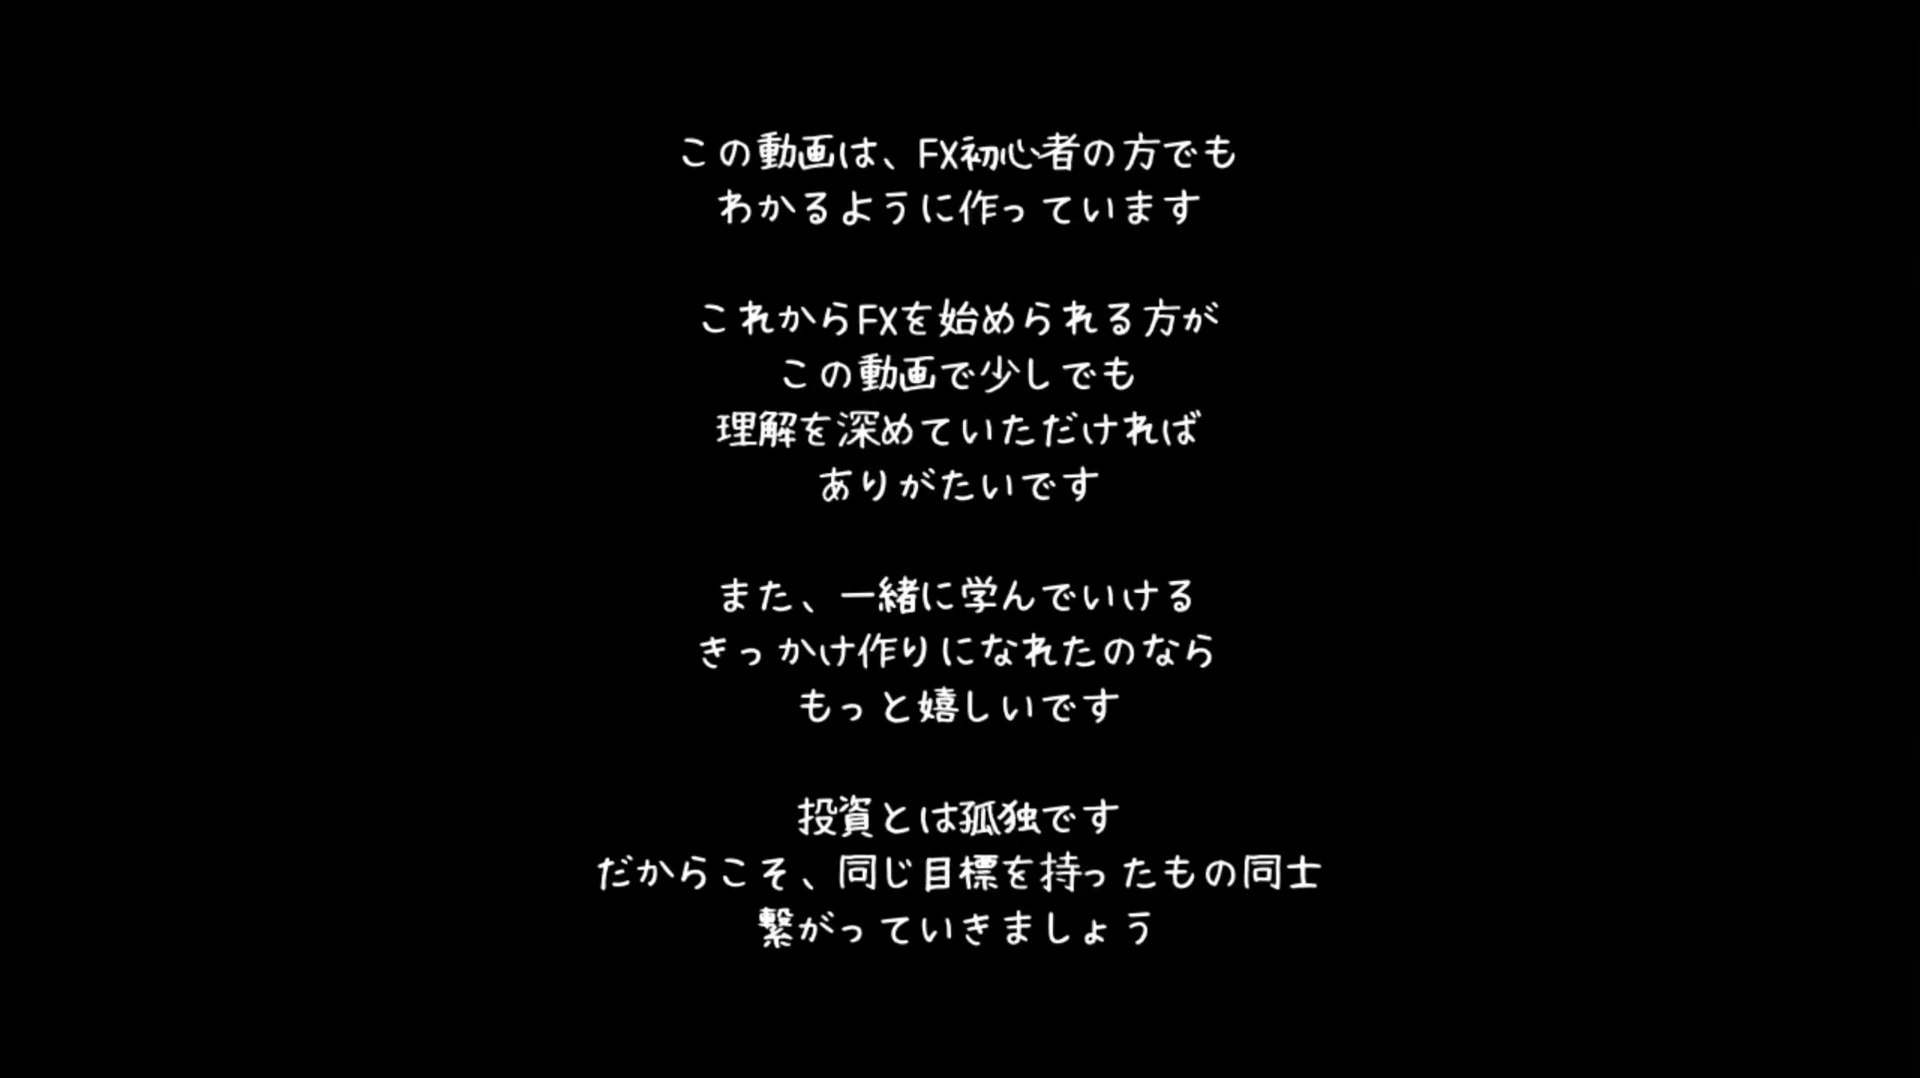 この動画は、FX初心者の方でも
わかるように作っています
これからFXを始められる方が
この動画で少しでも
理解を深めていただければ
ありがたいです
また、一緒に学んでいける
きっかけ作りになれたのなら
もっと嬉しいです
投資とは孤独です
だからこそ、同じ目標を持ったもの同士
繋がっていきましょう